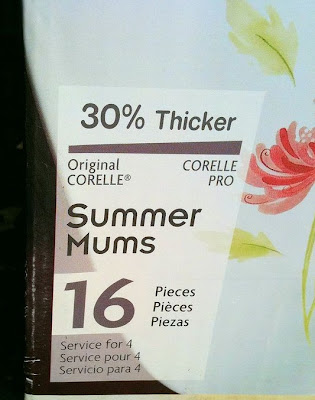 30% Thicker
Original CORELLE
CORELLE® PRO
Summer
Mums
16 Pieces
Pièces
Piezas
Service for 4
Service pour 4
Servicio para 4